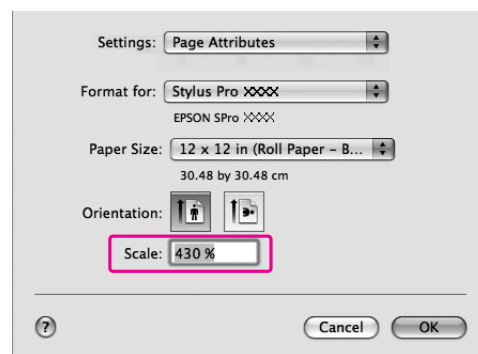 Settings: Page Attributes
Format for: Stylus Pro XXXX
EPSON SPro XXXX
Paper Size: 12 x 12 in (Roll Paper – B...
30.48 by 30.48 cm
Orientation:
Scale: 430 %
? Cancel OK